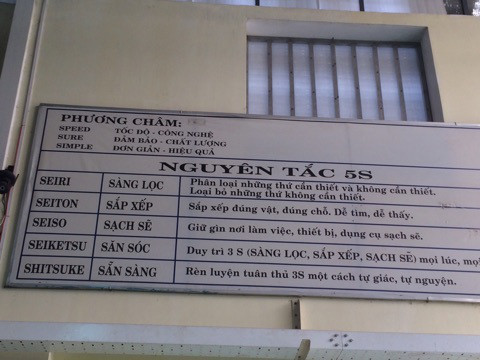 PHƯƠNG CHÂM:
SPEED TỐC ĐỘ - CÔNG NGHỆ
SURE ĐẢM BẢO - CHẤT LƯỢNG
SIMPLE ĐƠN GIẢN - HIỆU QUẢ
NGUYÊN TẮC 5S
SEIRI SÀNG LỌC Phân loại những thứ cần thiết và không cần thiết.
Loại bỏ những thứ không cần thiết.
SEITON SẮP XẾP Sắp xếp đúng vật, đúng chỗ. Dễ tìm, dễ thấy.
SEISO SẠCH SẼ Giữ gìn nơi làm việc, thiết bị, dụng cụ sạch sẽ.
SEIKETSU SĂN SÓC Duy trì 3 S (SÀNG LỌC, SẮP XẾP, SẠCH SẼ) mọi lúc,
SHITSUKE SẴN SÀNG Rèn luyện tuân thủ 3S một cách tự giác, tự nguyện.